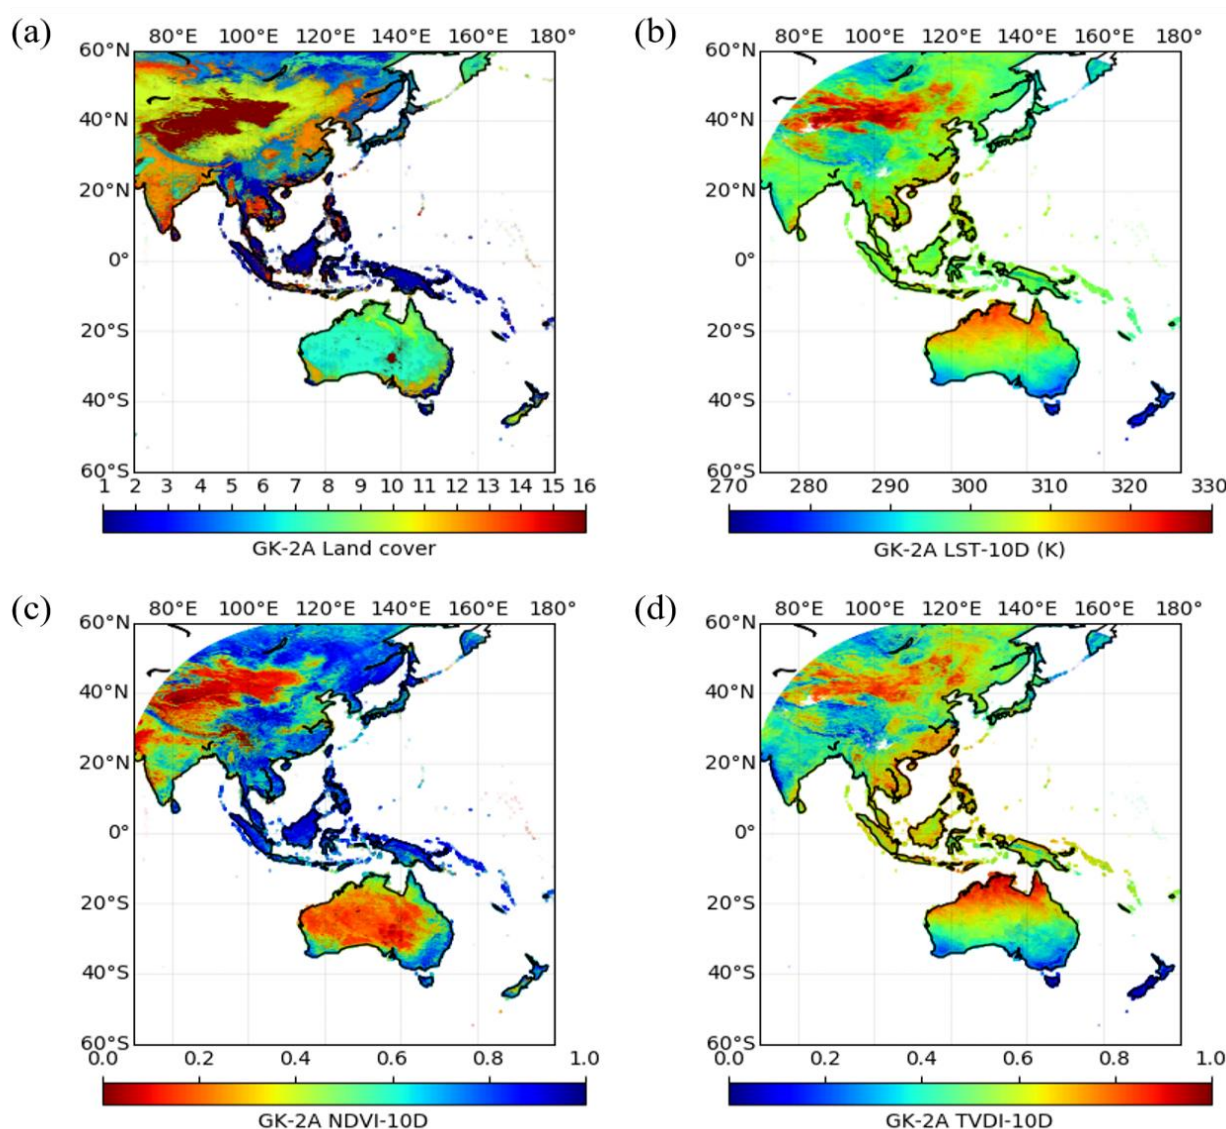 (a) (b)
80°E 100°E 120°E 140°E 160°E 180° 80°E 100°E 120°E 140°E 160°E 180°
60°N 60°N
40°N 40°N
20°N 20°N
0° 0°
20°S 20°S
40°S 40°S
60°S 60°S
1 2 3 4 5 6 7 8 9 10 11 12 13 14 15 16 270 280 290 300 310 320 330
GK-2A Land cover GK-2A LST-10D (K)
(c) (d)
80°E 100°E 120°E 140°E 160°E 180° 80°E 100°E 120°E 140°E 160°E 180°
60°N 60°N
40°N 40°N
20°N 20°N
0° 0°
20°S 20°S
40°S 40°S
60°S 60°S
0.0 0.2 0.4 0.6 0.8 1.0 0.0 0.2 0.4 0.6 0.8 1.0
GK-2A NDVI-10D GK-2A TVDI-10D